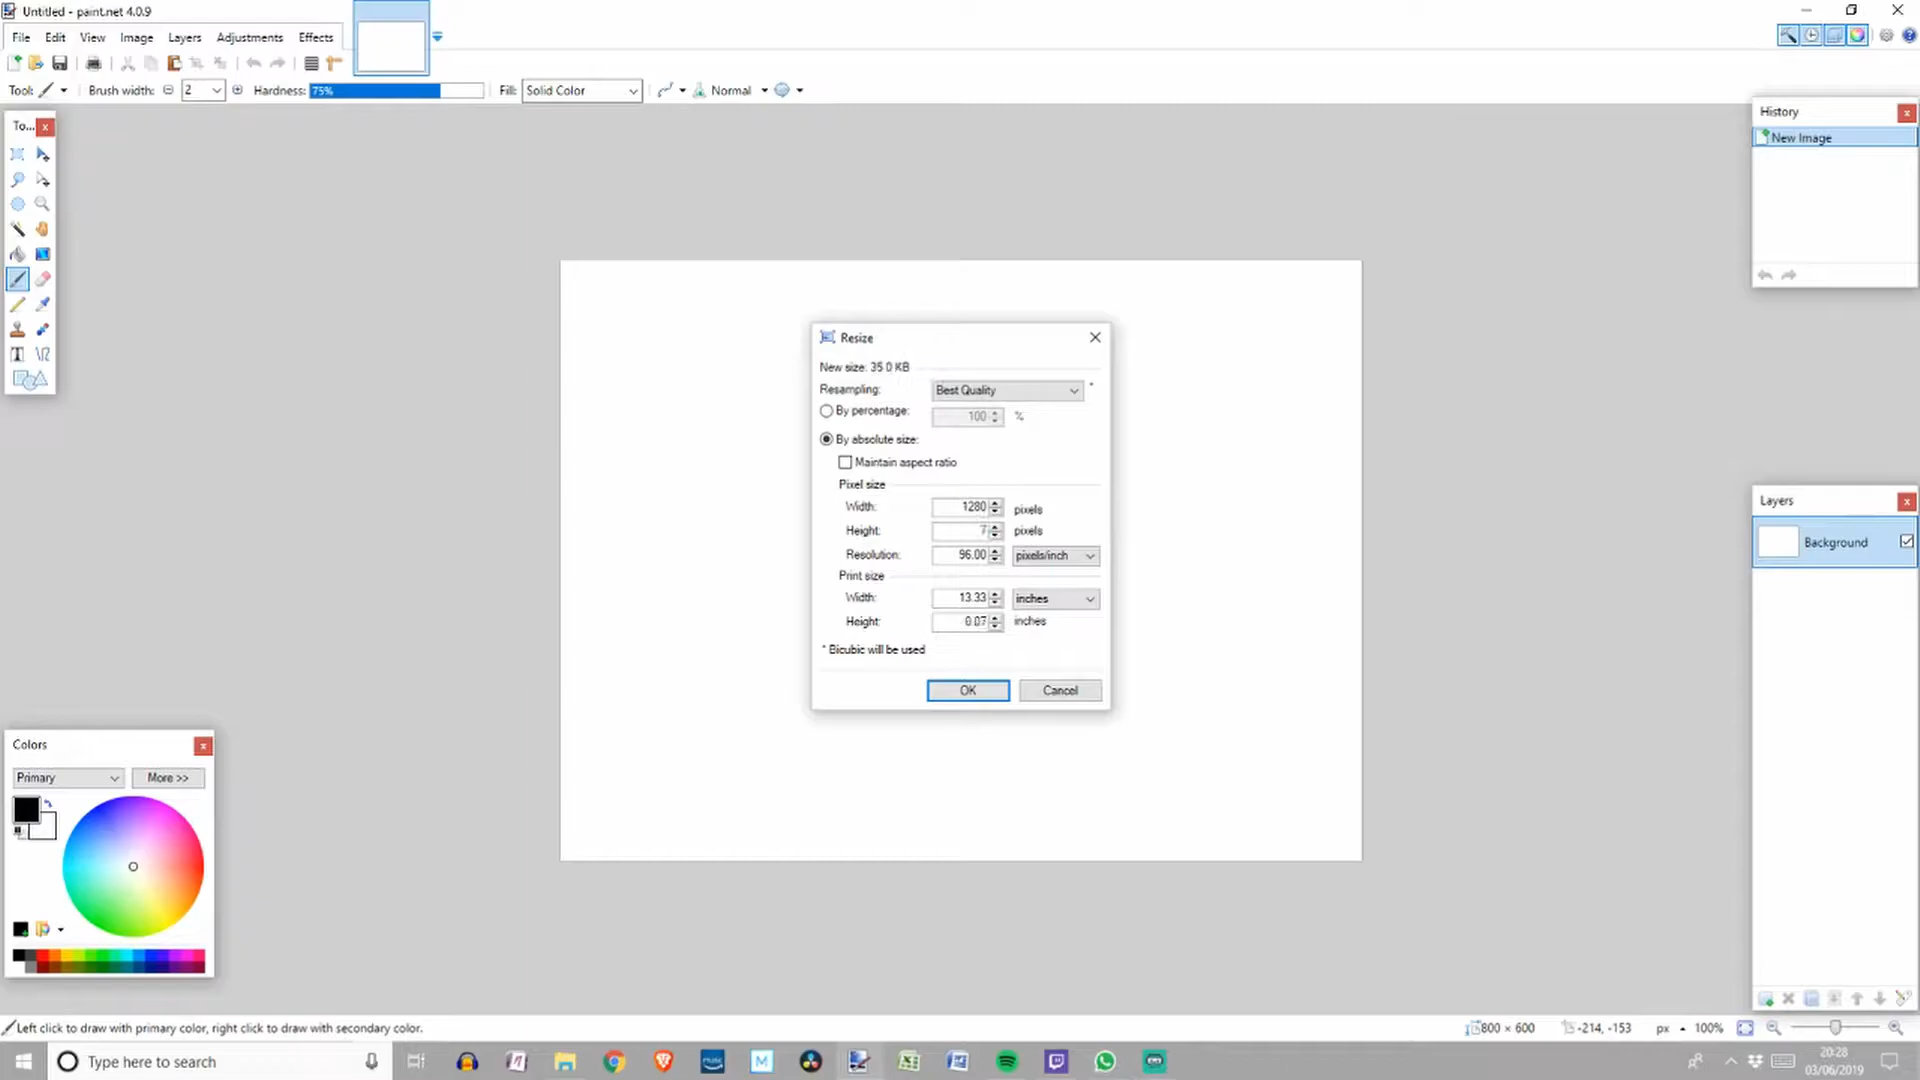 Untitled - paint.net 4.0.9
File Edit View Image Layers Adjustments Effects
Tool: Brush width: 2 Hardness: 75% Fill: Solid Color Normal
To...
History
New Image
Resize
New size: 35.0 KB
Resampling: Best Quality *
By percentage: 100 %
By absolute size:
Maintain aspect ratio
Pixel size
Width: 1280 pixels
Height: 7 pixels
Resolution: 96.00 pixels/inch
Print size
Width: 13.33 inches
Height: 0.07 inches
* Bicubic will be used
OK Cancel
Layers
Background
Colors
Primary More >>
Left click to draw with primary color, right click to draw with secondary color.
800 × 600 -214, -153 px 100%
Type here to search
music
M
20:28
03/06/2019